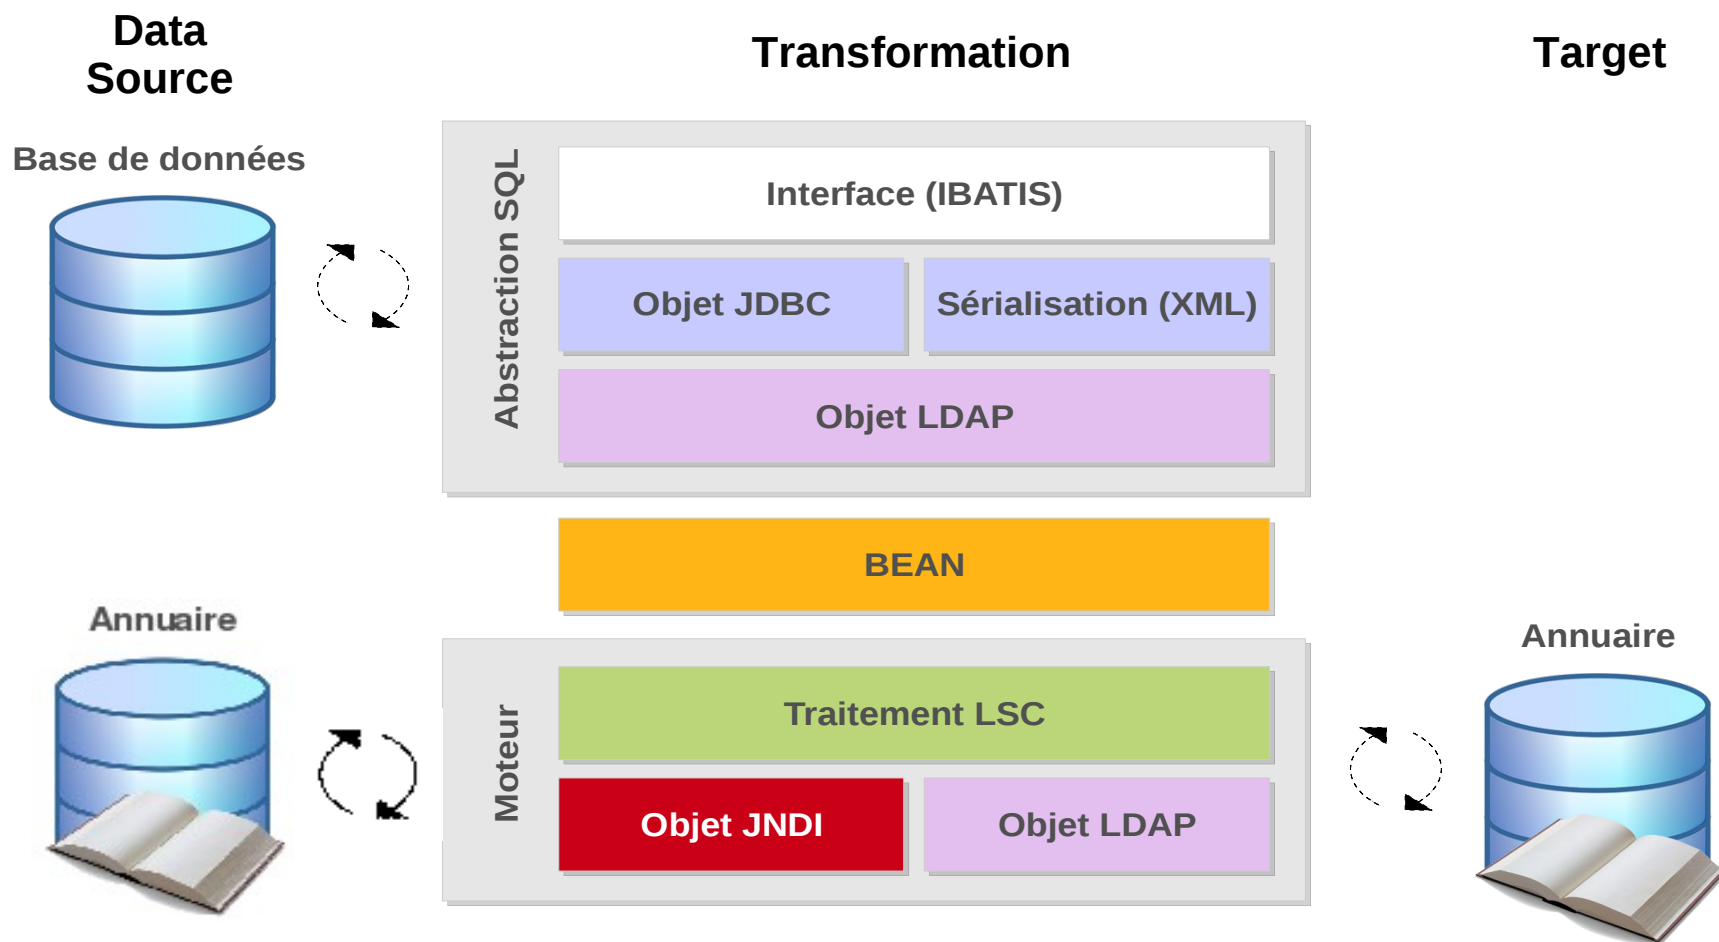 Data
Source
Transformation
Target
Base de données
Abstraction SQL
Interface (IBATIS)
Objet JDBC
Sérialisation (XML)
Objet LDAP
BEAN
Annuaire
Moteur
Traitement LSC
Objet JNDI
Objet LDAP
Annuaire